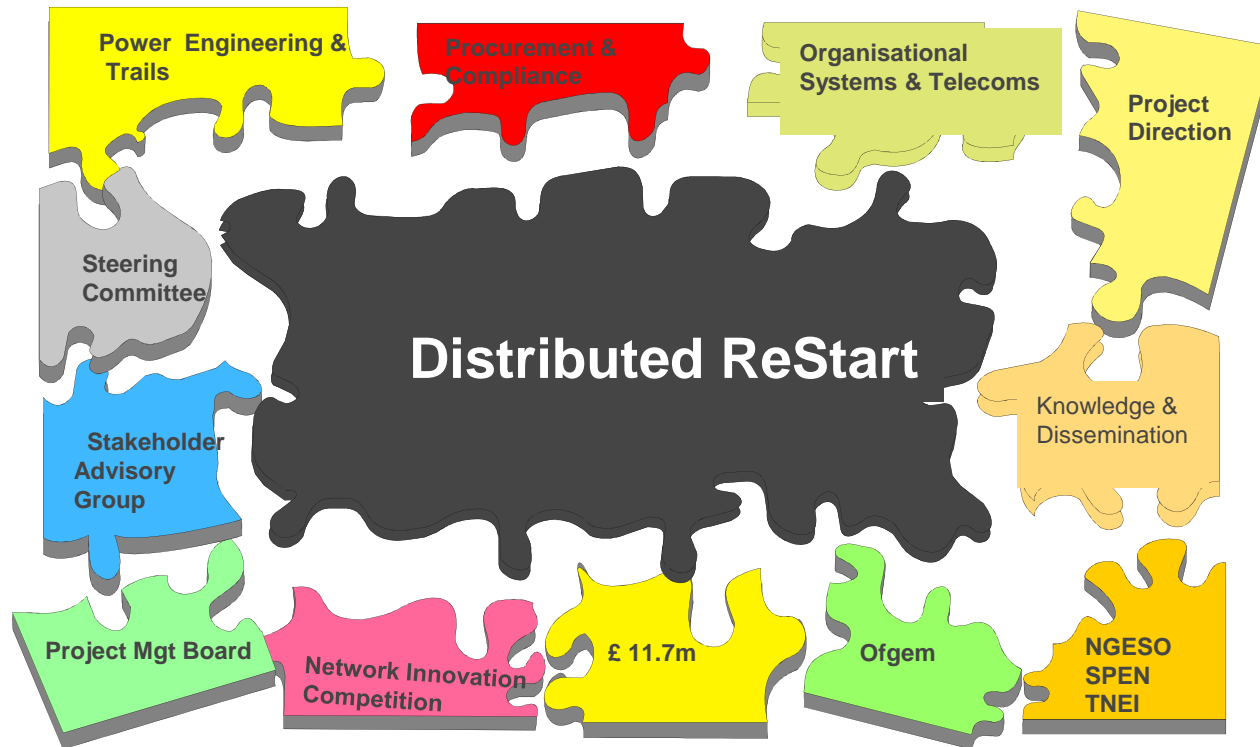 Power Engineering &
Trails
Procurement &
Compliance
Organisational
Systems & Telecoms
Project
Direction
Steering
Committee
Distributed ReStart
Knowledge &
Dissemination
Stakeholder
Advisory
Group
Project Mgt Board
Network Innovation
Competition
£ 11.7m
Ofgem
NGESO
SPEN
TNEI